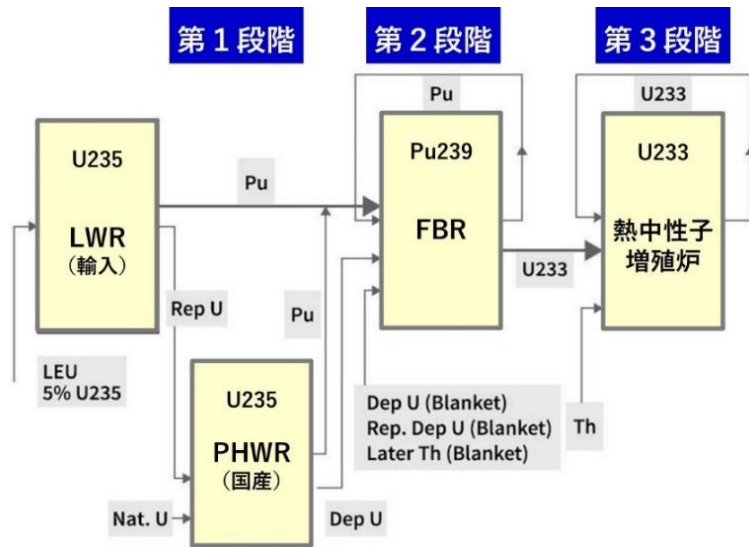 第1段階
第2段階
第3段階
U235
LWR
(輸入)
LEU
5% U235
Rep U
Pu
Pu
U235
PHWR
(国産)
Nat. U
Dep U
Pu
Pu239
FBR
Dep U (Blanket)
Rep. Dep U (Blanket)
Later Th (Blanket)
U233
U233
U233
熱中性子
増殖炉
Th